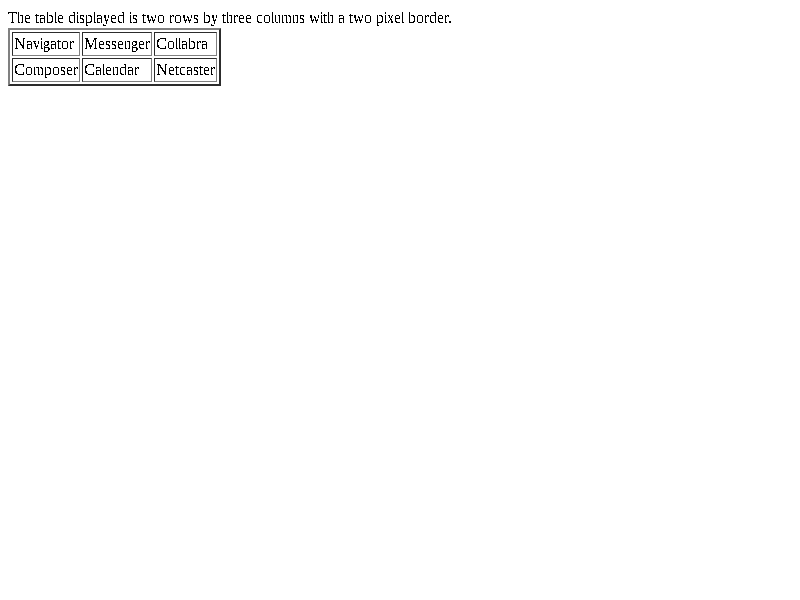 The table displayed is two rows by three columns with a two pixel border.
Navigator Messenger Collabra
Composer Calendar Netcaster